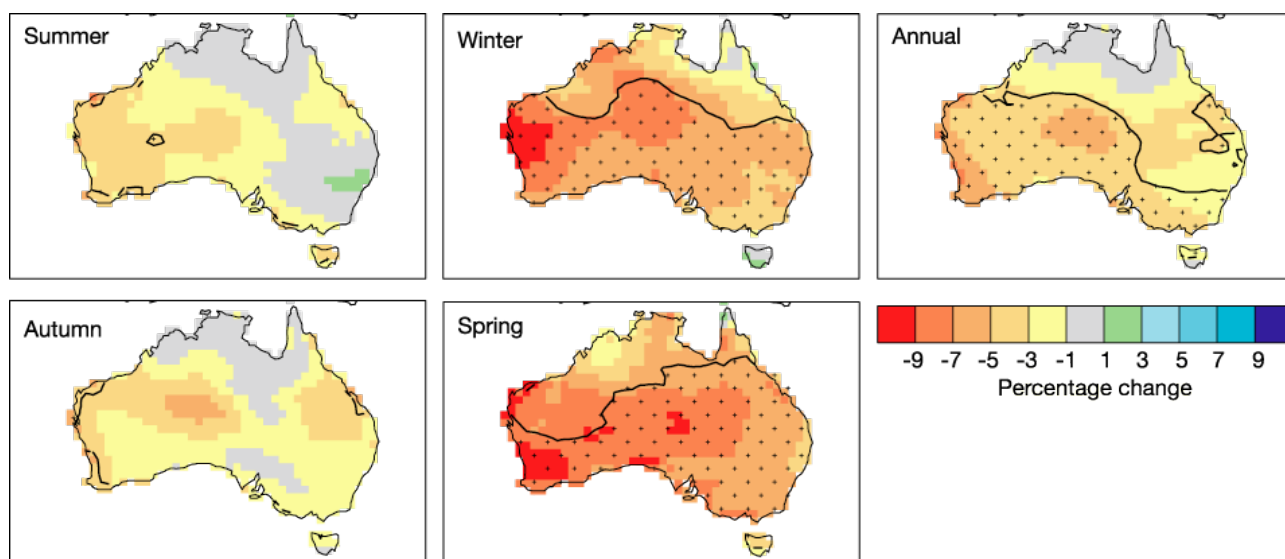 Summer
Winter
Annual
Autumn
Spring
-9 -7 -5 -3 -1 1 3 5 7 9
Percentage change